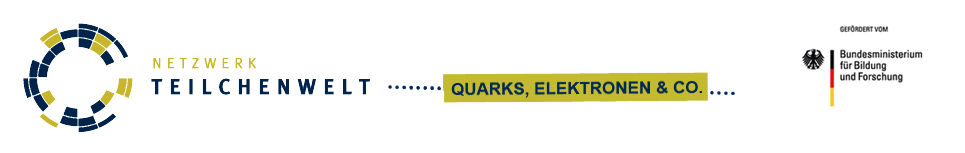 NETZWERK
TEILCHENWELT
QUARKS, ELEKTRONEN & CO.
GEFÖRDERT VOM
Bundesministerium
für Bildung
und Forschung